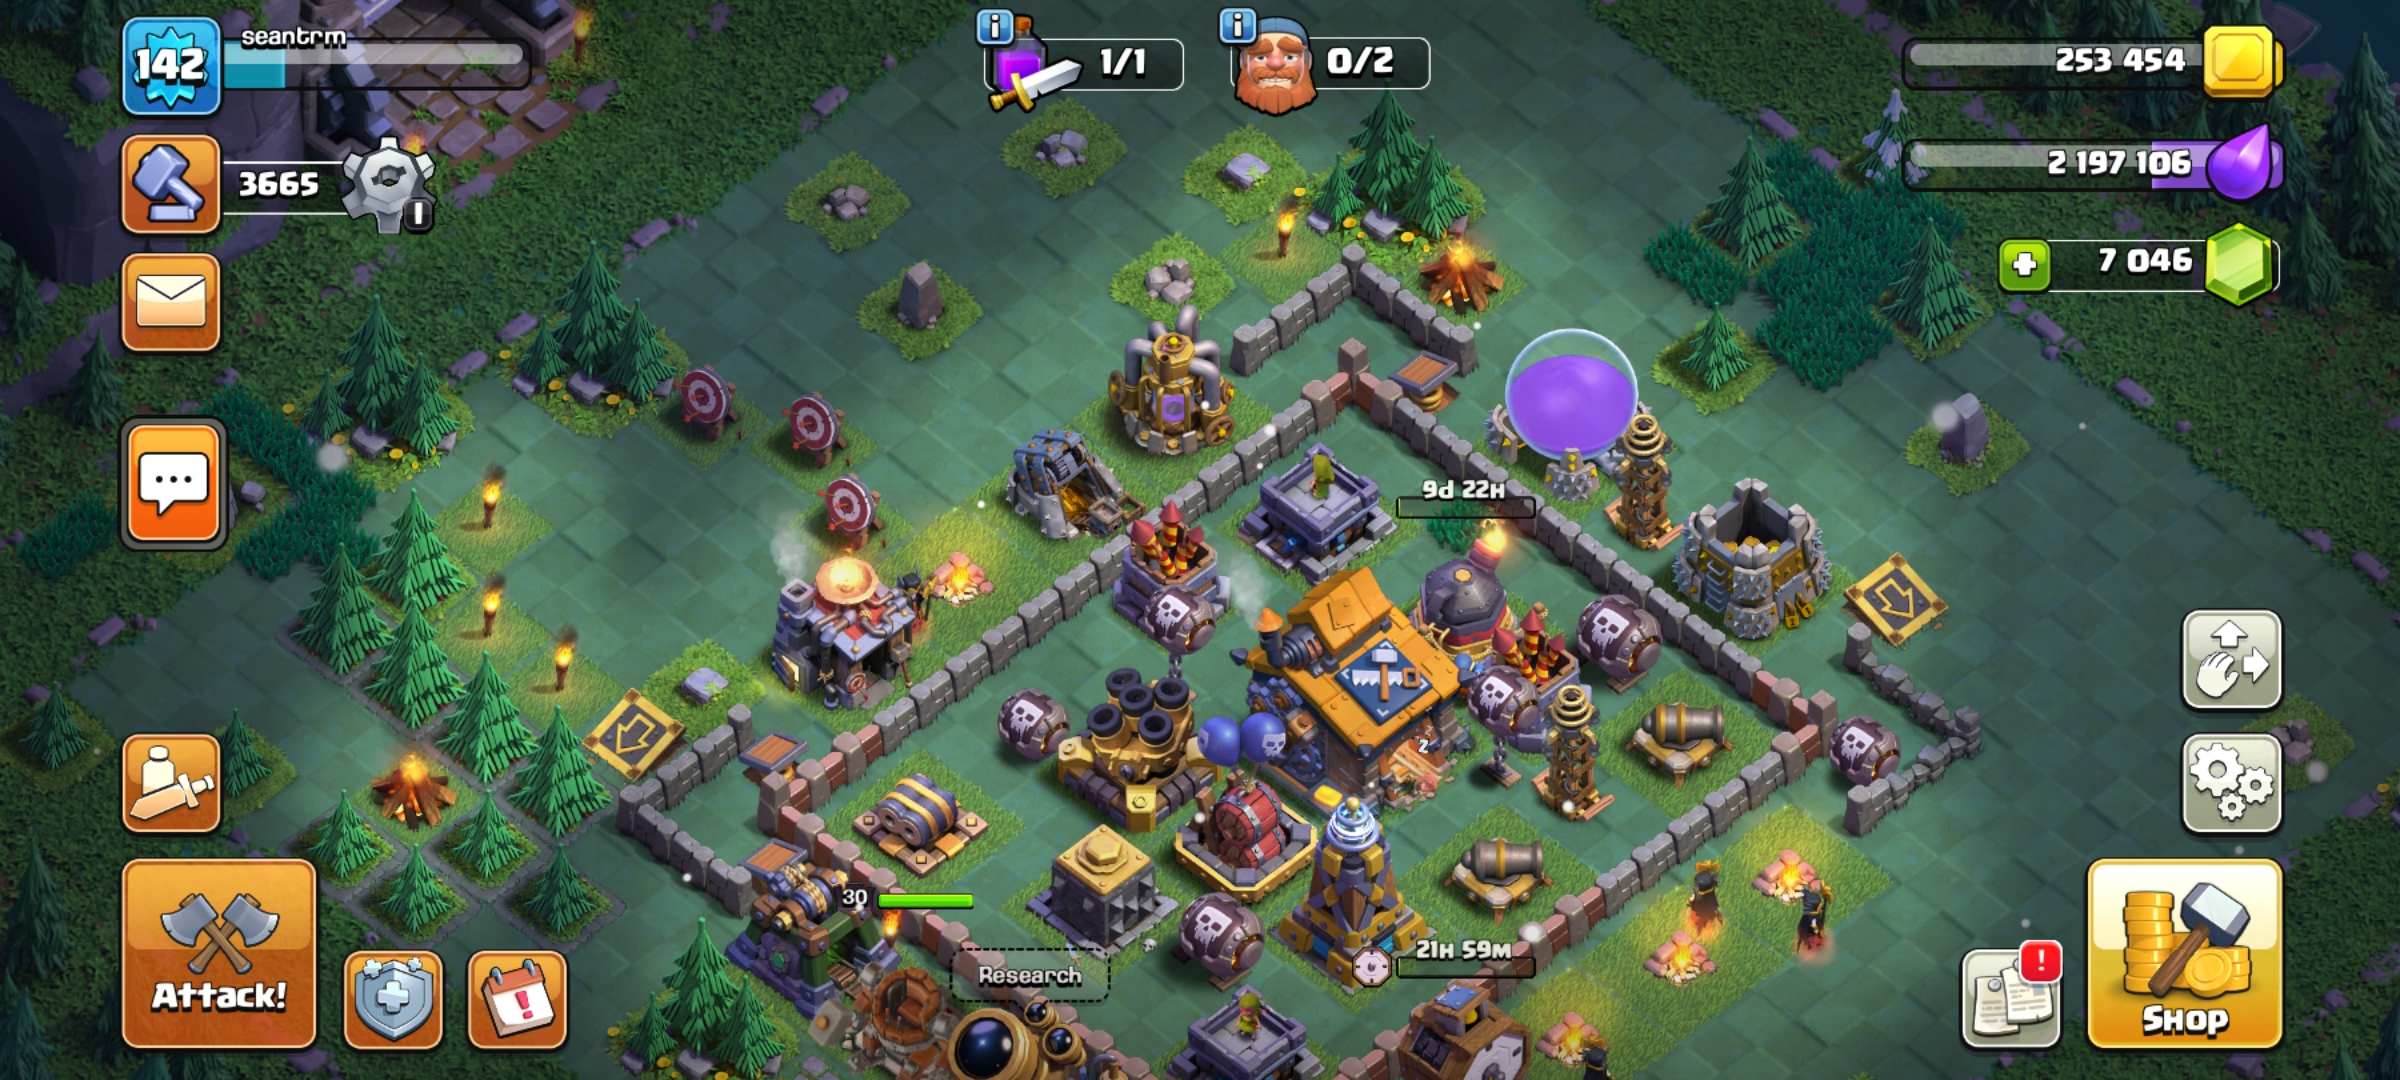 142
seantrm
1/1
0/2
253 454
3665
I
2 197 106
7 046
9d 22H
z
30
21H 59M
Research
Attack!
!
!
Shop